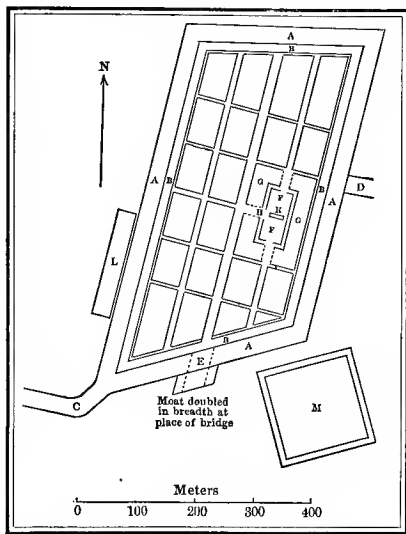 A
B
N
A
B
G
F
B
D
A
K
H
G
F
L
B
A
E
Moat doubled
in breadth at
place of bridge
C
M
Meters
0 100 200 300 400